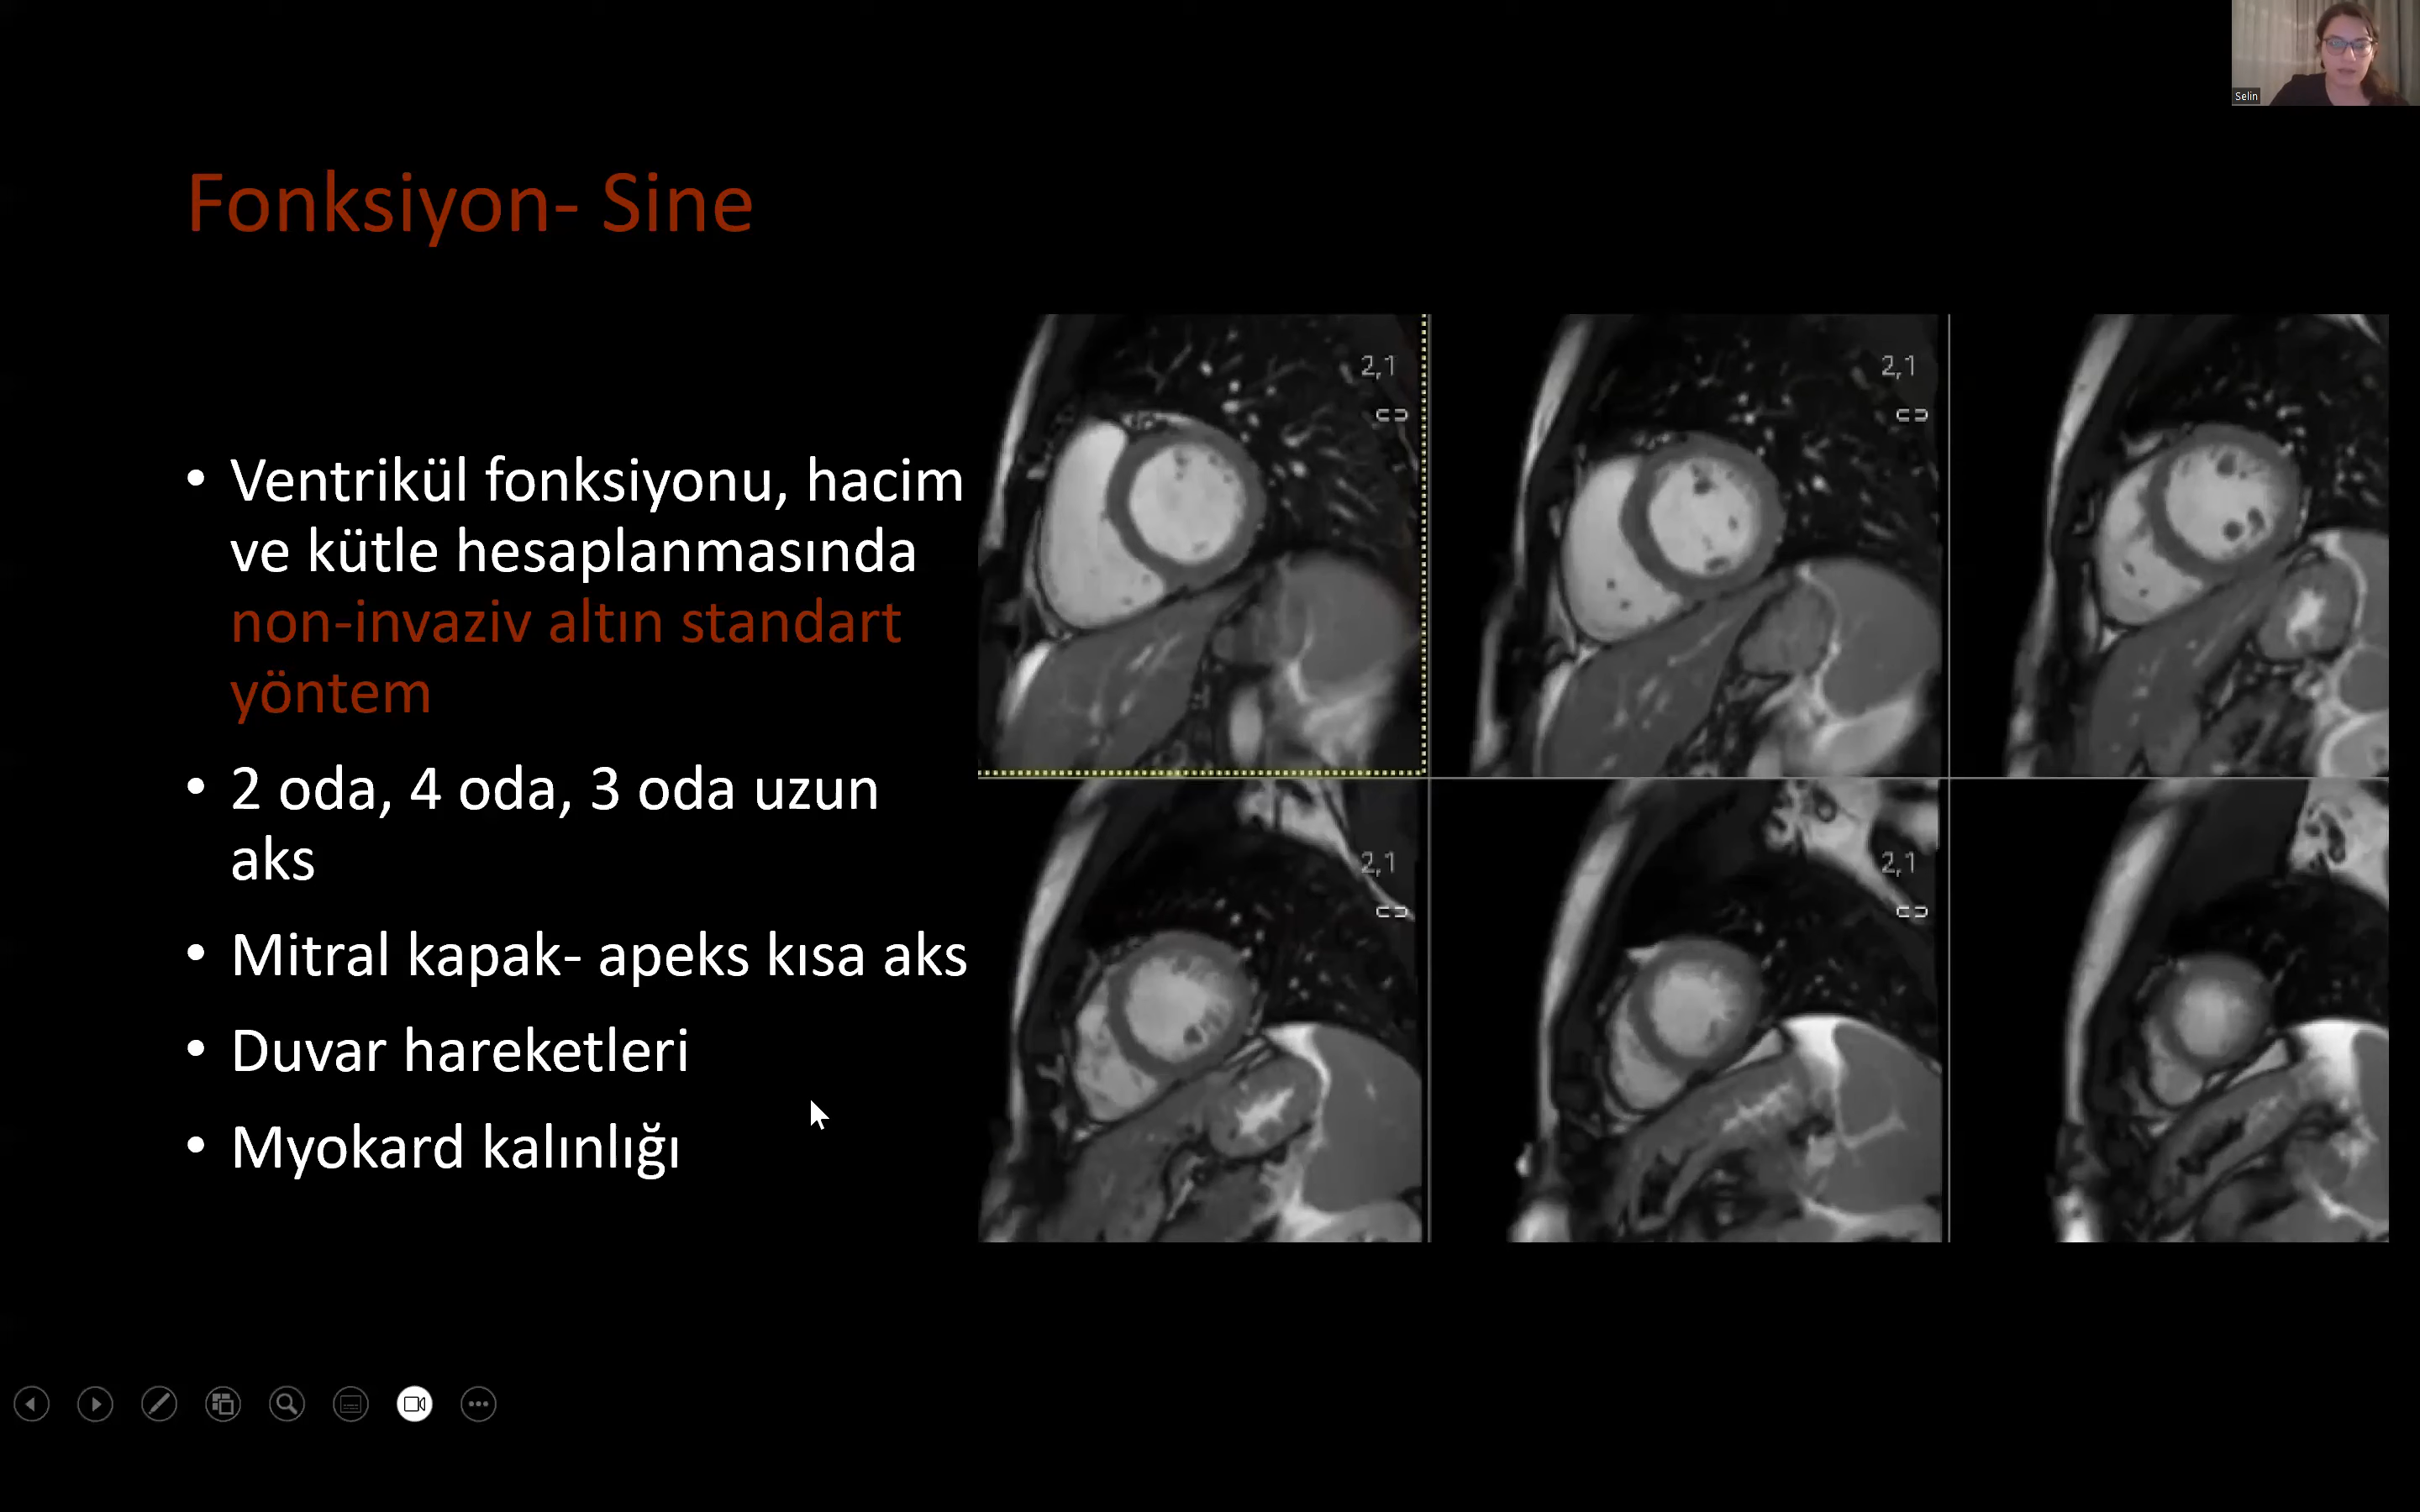 Selin
Fonksiyon- Sine
• Ventrikül fonksiyonu, hacim
ve kütle hesaplanmasında
non-invaziv altın standart
yöntem
• 2 oda, 4 oda, 3 oda uzun
aks
• Mitral kapak- apeks kısa aks
• Duvar hareketleri
• Myokard kalınlığı
2,1
2,1
2,1
2,1